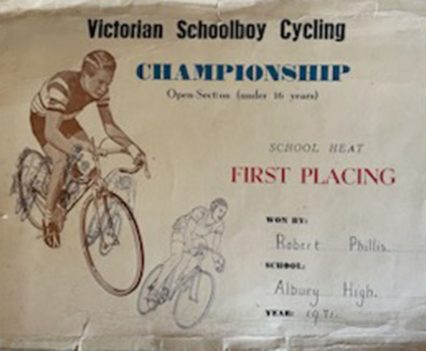 Victorian Schoolboy Cycling
CHAMPIONSHIP
Open Section (under 16 years)
SCHOOL HEAT
FIRST PLACING
WON BY:
Robert Phillis.
SCHOOL:
Albury High.
YEAR: 1971.